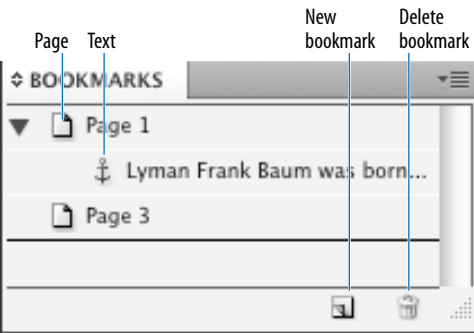 New Delete
Page Text bookmark bookmark
BOOKMARKS
Page 1
Lyman Frank Baum was born...
Page 3